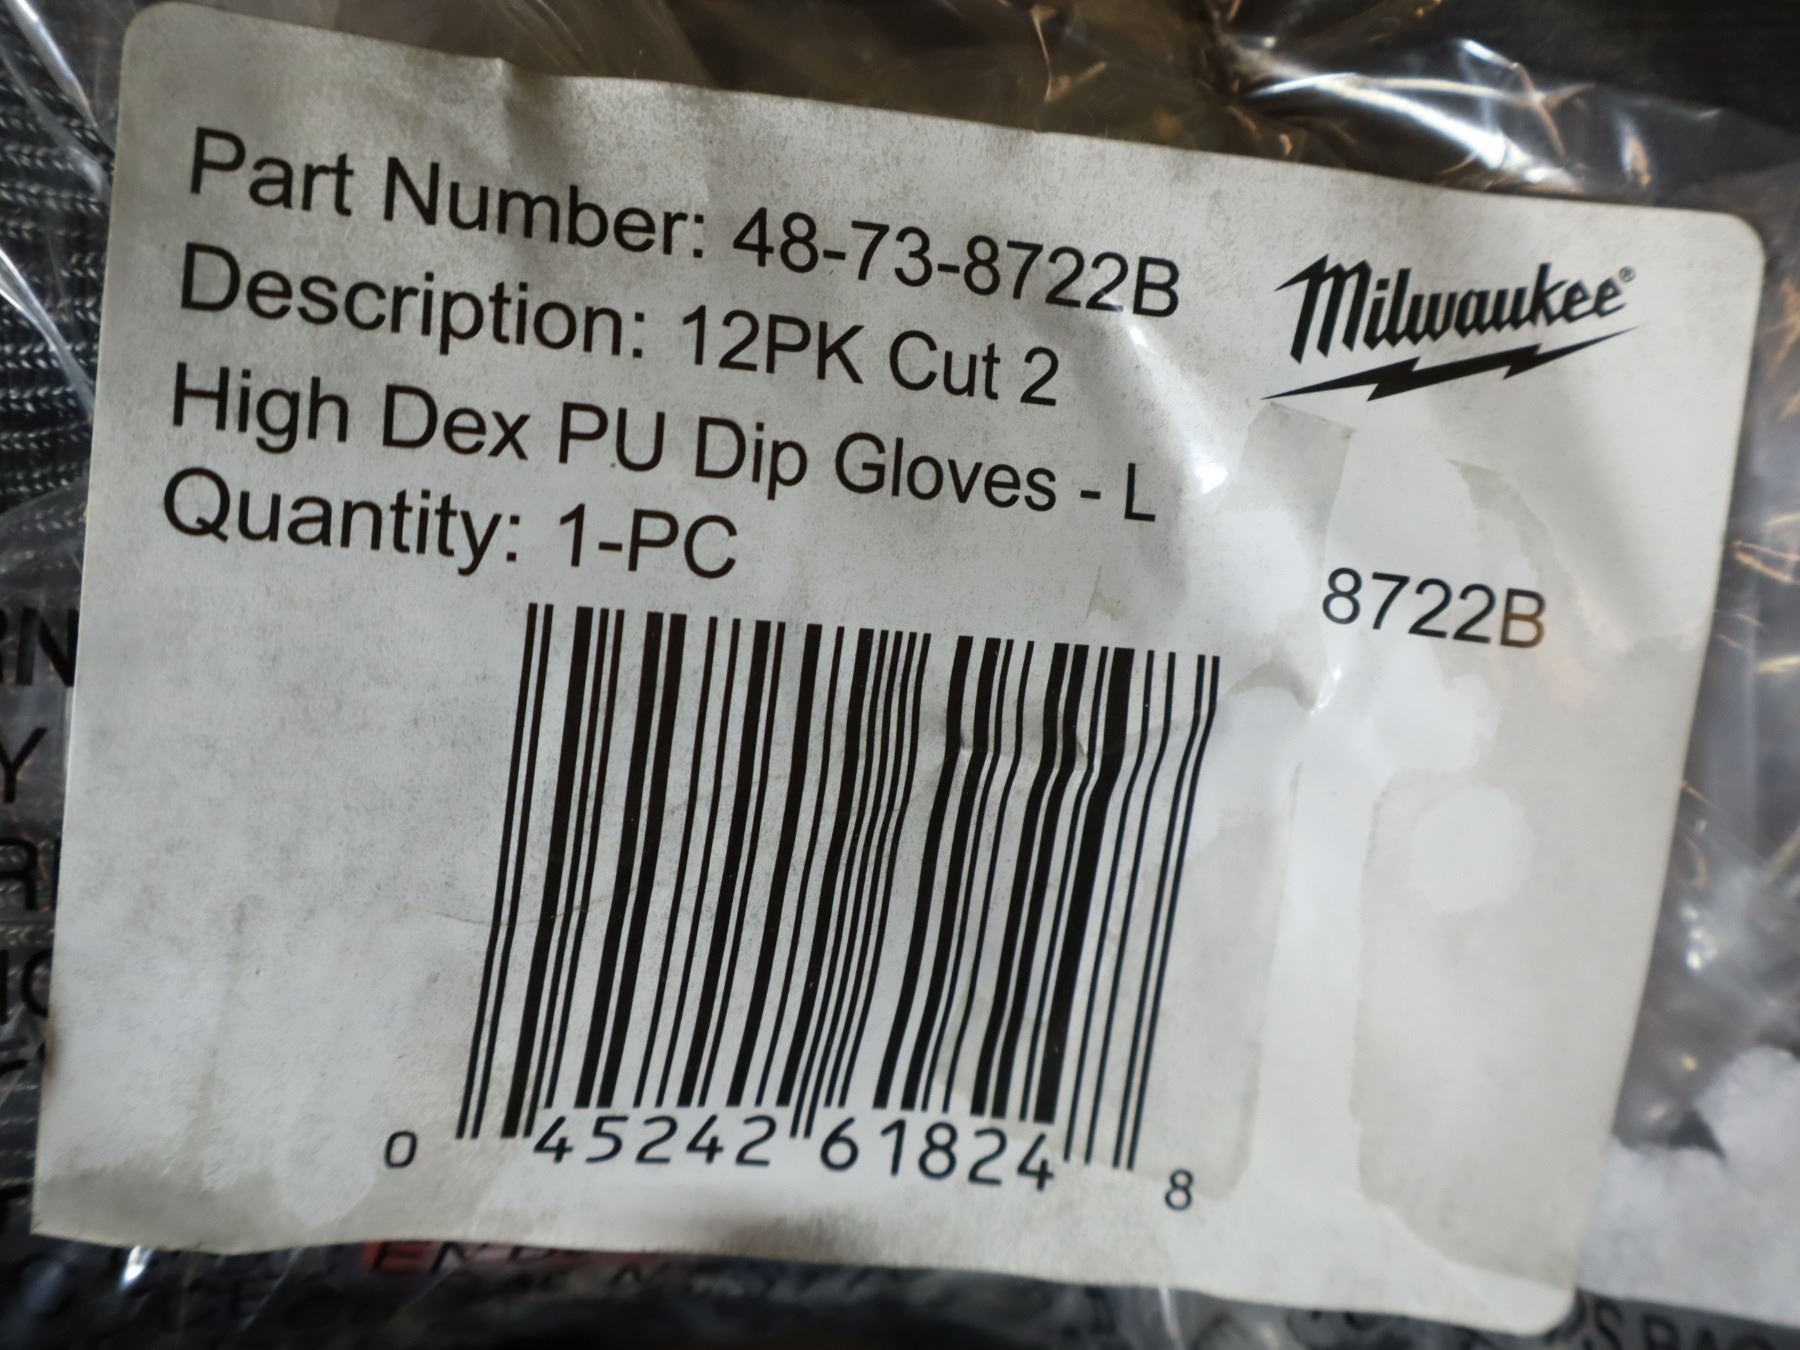 Part Number: 48-73-8722B
Milwaukee®
Description: 12PK Cut 2
High Dex PU Dip Gloves - L
Quantity: 1-PC
8722B
0 45242 61824 8